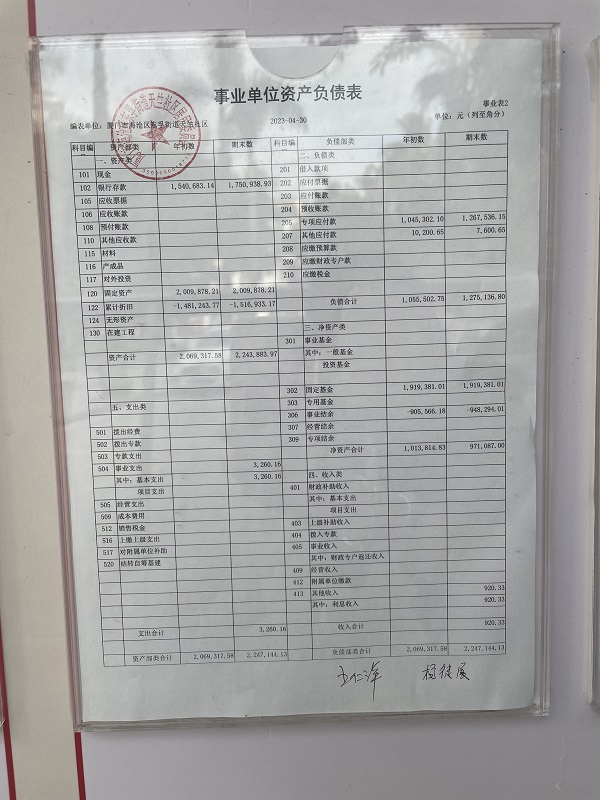 事业单位资产负债表
事业表2
编表单位：厦门市海沧区嵩屿街道天竺社区 2023-04-30 单位：元（列至角分）
科目编 资产部类 年初数 期末数 科目编 负债部类 年初数 期末数
一、资产类 二、负债类
101 现金 201 借入款项
102 银行存款 1,540,683.14 1,750,938.93 202 应付票据
105 应收票据 203 应付账款
106 应收账款 204 预收账款
108 预付账款 205 专项应付款 1,045,302.10 1,267,536.15
110 其他应收款 207 其他应付款 10,200.65 7,600.65
115 材料 208 应缴预算款
116 产成品 209 应缴财政专户款
117 对外投资 210 应缴税金
120 固定资产 2,009,878.21 2,009,878.21
122 累计折旧 -1,481,243.77 -1,516,933.17 负债合计 1,055,502.75 1,275,136.80
124 无形资产
130 在建工程 三、净资产类
301 事业基金
资产合计 2,069,317.58 2,243,883.97 其中：一般基金
投资基金
302 固定基金 1,919,381.01 1,919,381.01
五、支出类 303 专用基金
306 事业结余 -905,566.18 -948,294.01
501 拨出经费 307 经营结余
502 拨出专款 309 专项结余
503 专款支出 净资产合计 1,013,814.83 971,087.00
504 事业支出 3,260.16
其中：基本支出 3,260.16 四、收入类
项目支出 401 财政补助收入
505 经营支出 其中：基本支出
509 成本费用 项目支出
512 销售税金 403 上级补助收入
516 上缴上级支出 404 拨入专款
517 对附属单位补助 405 事业收入
520 结转自筹基建 其中：财政专户返还收入
409 经营收入
412 附属单位缴款
413 其他收入 920.33
其中：利息收入 920.33
支出合计 3,260.16 收入合计 920.33
资产部类合计 2,069,317.58 2,247,144.13 负债部类合计 2,069,317.58 2,247,144.13